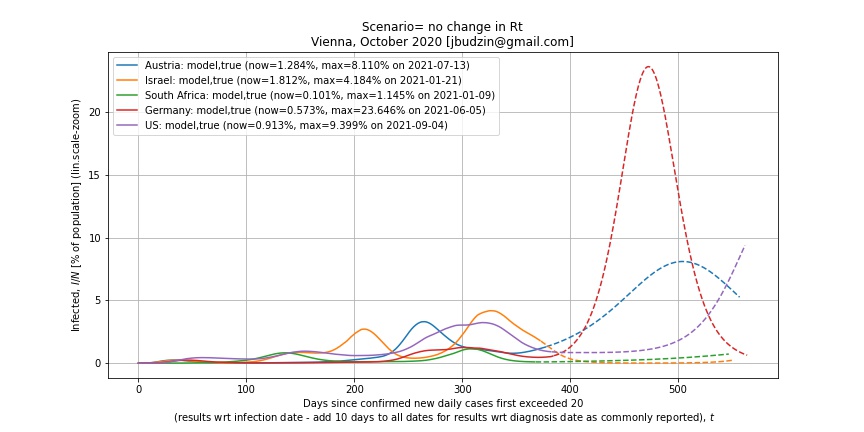 Scenario= no change in Rt
Vienna, October 2020 [jbudzin@gmail.com]
Austria: model,true (now=1.284%, max=8.110% on 2021-07-13)
Israel: model,true (now=1.812%, max=4.184% on 2021-01-21)
South Africa: model,true (now=0.101%, max=1.145% on 2021-01-09)
Germany: model,true (now=0.573%, max=23.646% on 2021-06-05)
US: model,true (now=0.913%, max=9.399% on 2021-09-04)
Infected, I/N [% of population] (lin.scale-zoom)
20
15
10
5
0
0 100 200 300 400 500
Days since confirmed new daily cases first exceeded 20
(results wrt infection date - add 10 days to all dates for results wrt diagnosis date as commonly reported), t